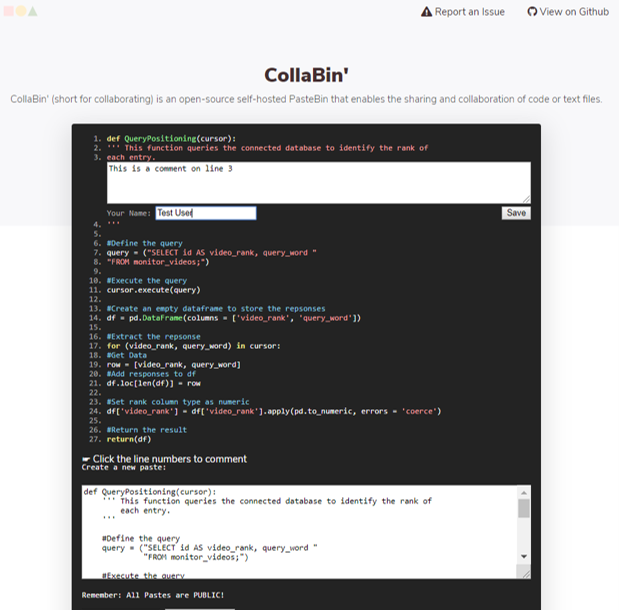 Report an Issue View on Github
CollaBin'
CollaBin' (short for collaborating) is an open-source self-hosted PasteBin that enables the sharing and collaboration of code or text files.
1. def QueryPositioning(cursor):
2. ''' This function queries the connected database to identify the rank of
3. each entry.
This is a comment on line 3
Your Name: Test User Save
4. '''
5.
6. #Define the query
7. query = ("SELECT id AS video_rank, query_word "
8. "FROM monitor_videos;")
9.
10. #Execute the query
11. cursor.execute(query)
12.
13. #Create an empty dataframe to store the repsonses
14. df = pd.DataFrame(columns = ['video_rank', 'query_word'])
15.
16. #Extract the repsonse
17. for (video_rank, query_word) in cursor:
18. #Get Data
19. row = [video_rank, query_word]
20. #Add responses to df
21. df.loc[len(df)] = row
22.
23. #Set rank column type as numeric
24. df['video_rank'] = df['video_rank'].apply(pd.to_numeric, errors = 'coerce')
25.
26. #Return the result
27. return(df)
☛ Click the line numbers to comment
Create a new paste:
def QueryPositioning(cursor):
''' This function queries the connected database to identify the rank of
each entry.
'''
#Define the query
query = ("SELECT id AS video_rank, query_word "
"FROM monitor_videos;")
#Execute the query
Remember: All Pastes are PUBLIC!